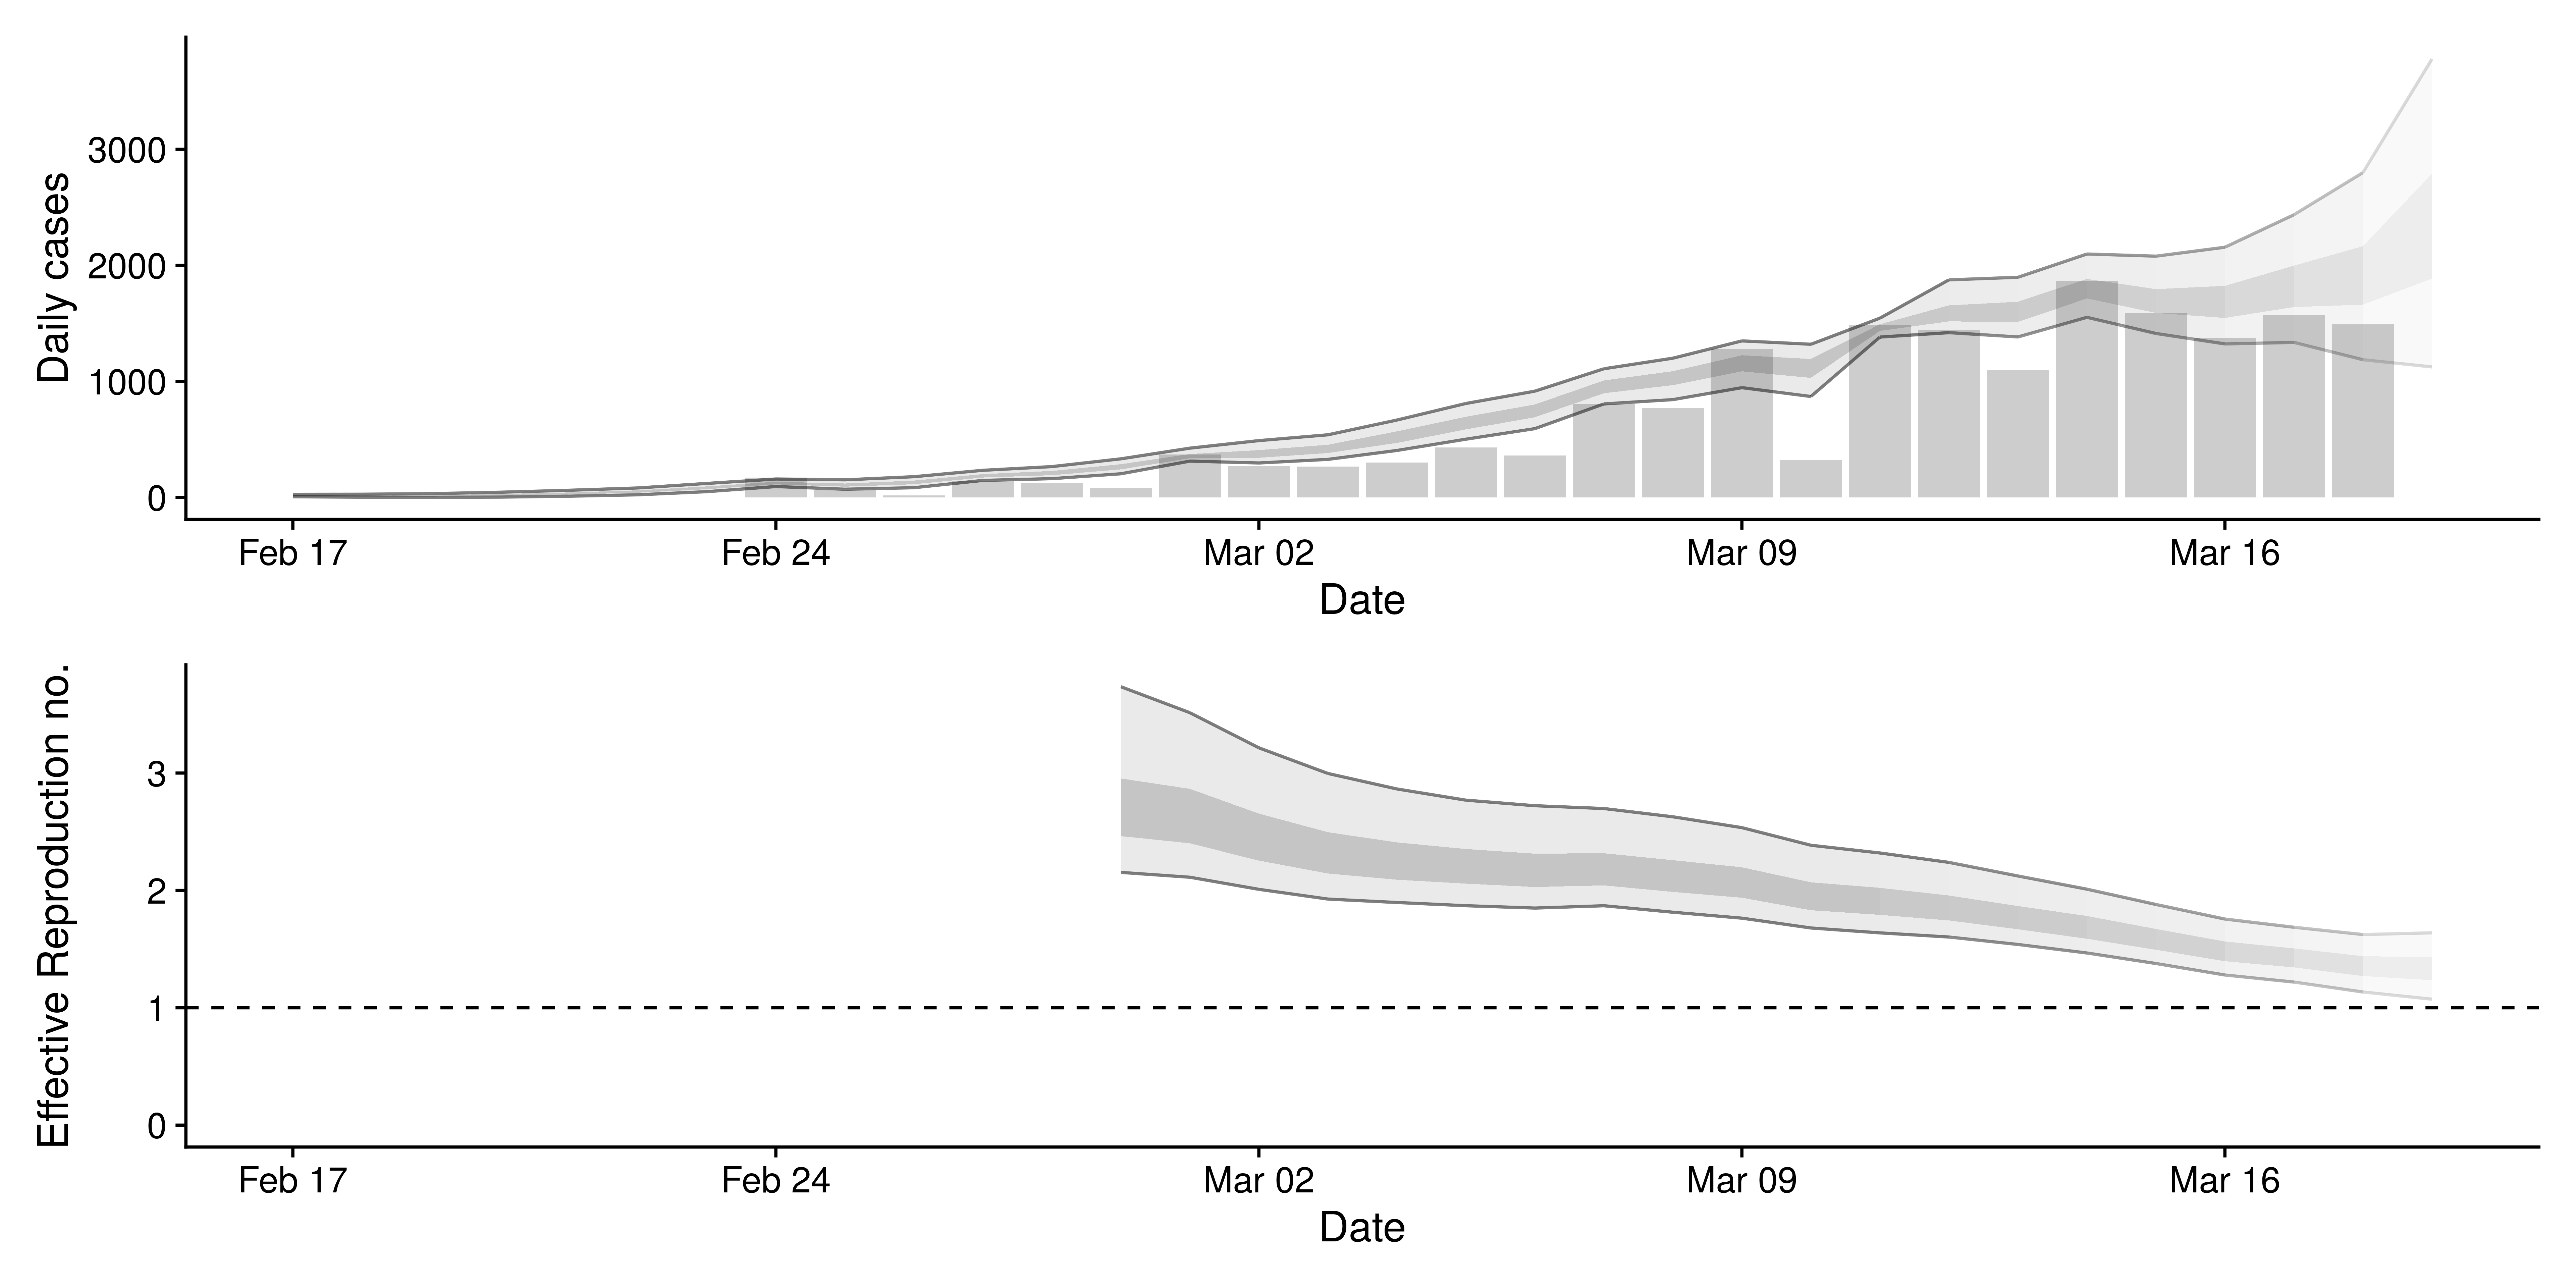 Daily cases
3000
2000
1000
0
Feb 17 Feb 24 Mar 02 Mar 09 Mar 16
Date
Effective Reproduction no.
3
2
1
0
Feb 17 Feb 24 Mar 02 Mar 09 Mar 16
Date